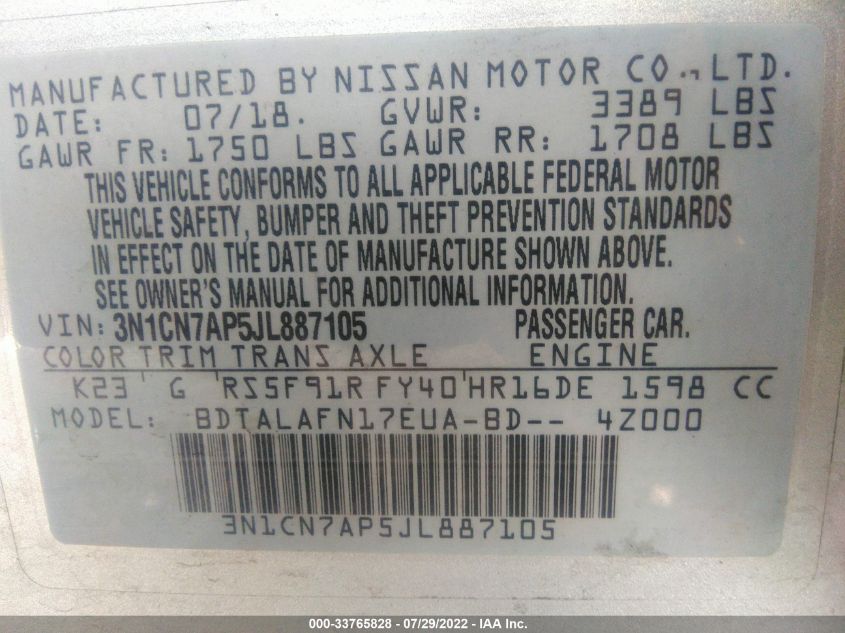 MANUFACTURED BY NISSAN MOTOR CO., LTD.
DATE: 07/18. GVWR: 3389 LBS
GAWR FR: 1750 LBS GAWR RR: 1708 LBS
THIS VEHICLE CONFORMS TO ALL APPLICABLE FEDERAL MOTOR
VEHICLE SAFETY, BUMPER AND THEFT PREVENTION STANDARDS
IN EFFECT ON THE DATE OF MANUFACTURE SHOWN ABOVE.
SEE OWNER'S MANUAL FOR ADDITIONAL INFORMATION.
VIN: 3N1CN7AP5JL887105 PASSENGER CAR.
COLOR TRIM TRANS AXLE ENGINE
K23 G RS5F91R FY40 HR16DE 1598 CC
MODEL: BDTALAFN17EUA-BD-- 4Z000
3N1CN7AP5JL887105
000-33765828 - 07/29/2022 - IAA Inc.